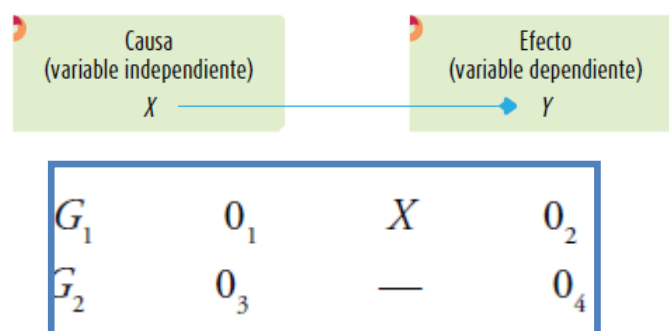 Causa
(variable independiente)
X
Efecto
(variable dependiente)
Y
G₁ 0₁ X 0₂
G₂ 0₃ — 0₄